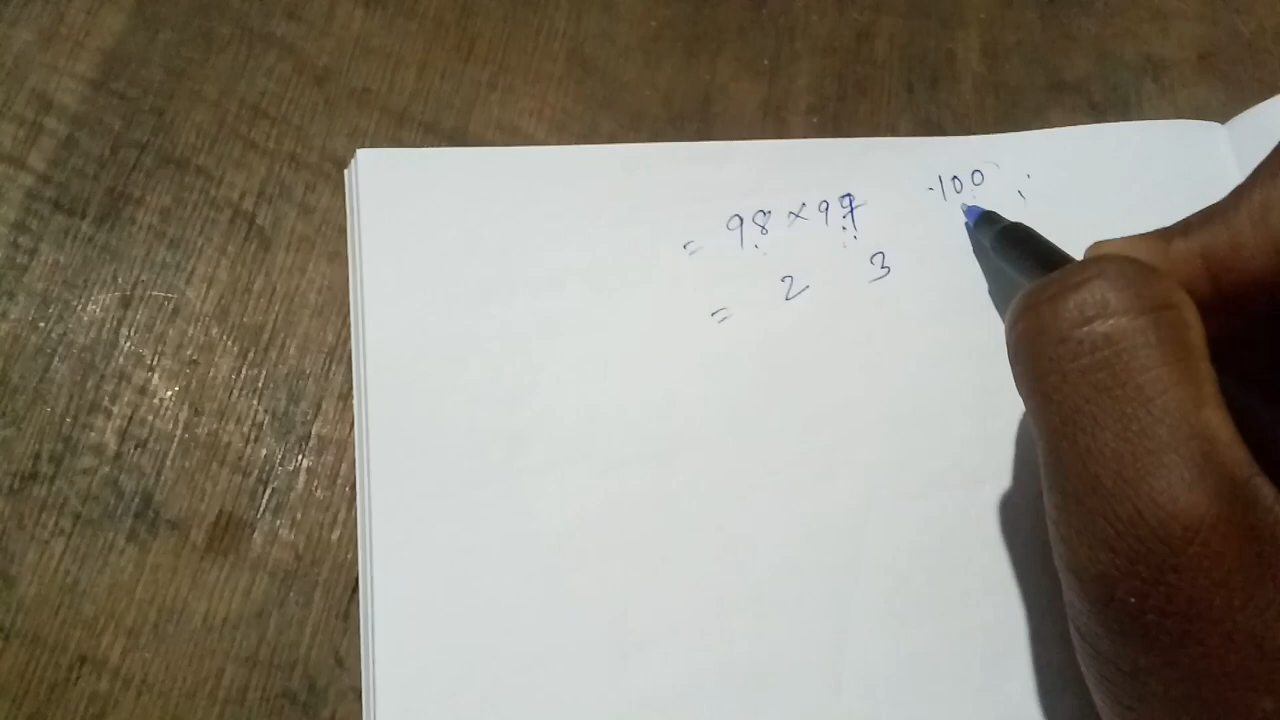 = 98 × 97 100
= 2 3